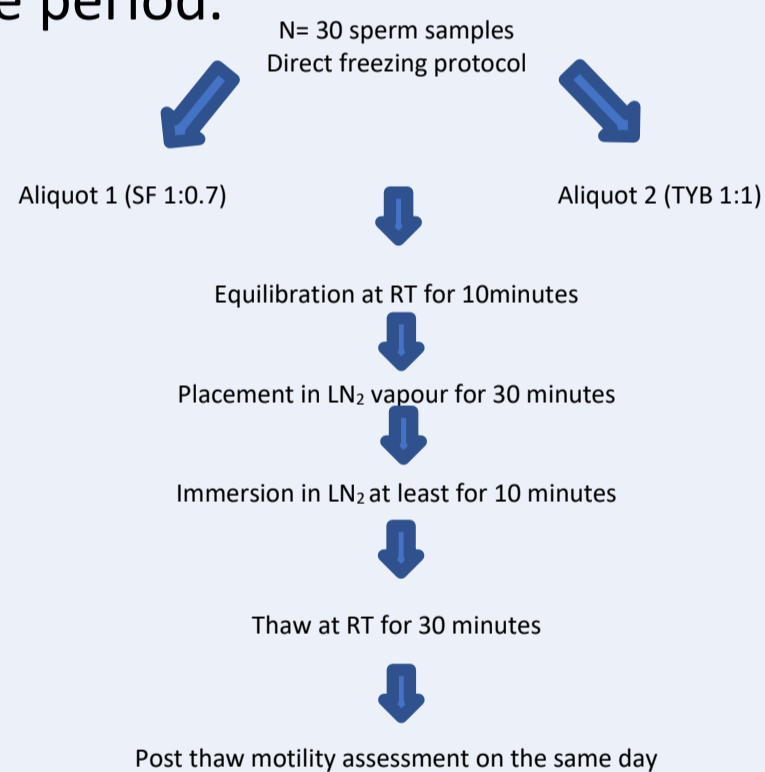 e period.
N= 30 sperm samples
Direct freezing protocol
Aliquot 1 (SF 1:0.7)
Aliquot 2 (TYB 1:1)
Equilibration at RT for 10minutes
Placement in LN₂ vapour for 30 minutes
Immersion in LN₂ at least for 10 minutes
Thaw at RT for 30 minutes
Post thaw motility assessment on the same day